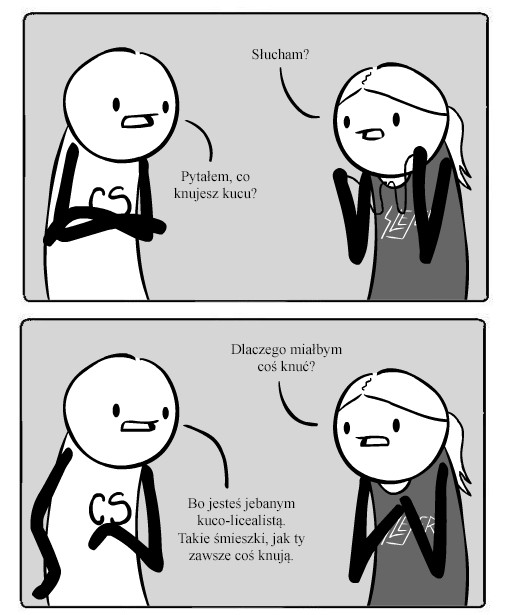 Słucham?
Pytałem, co
knujesz kucu?
CS
Dlaczego miałbym
coś knuć?
Bo jesteś jebanym
kuco-licealistą.
Takie śmieszki, jak ty
zawsze coś knują.
CS